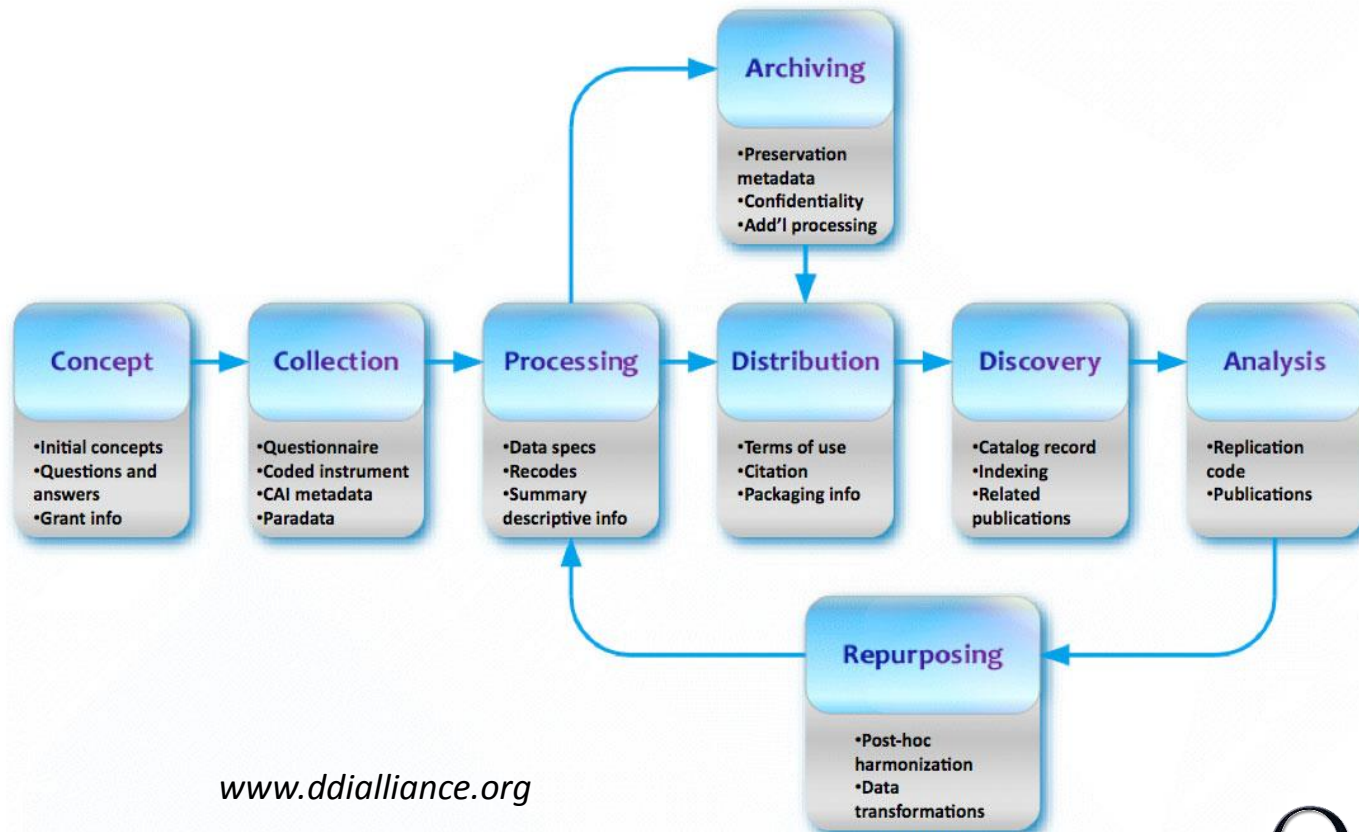 Archiving
•Preservation
metadata
•Confidentiality
•Add'l processing
Concept
•Initial concepts
•Questions and
answers
•Grant info
Collection
•Questionnaire
•Coded instrument
•CAI metadata
•Paradata
Processing
•Data specs
•Recodes
•Summary
descriptive info
Distribution
•Terms of use
•Citation
•Packaging info
Discovery
•Catalog record
•Indexing
•Related
publications
Analysis
•Replication
code
•Publications
Repurposing
•Post-hoc
harmonization
•Data
transformations
www.ddialliance.org